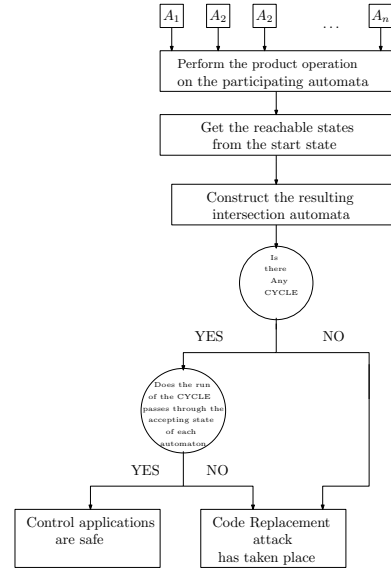 A1 A2 A2 ... An
Perform the product operation
on the participating automata
Get the reachable states
from the start state
Construct the resulting
intersection automata
Is
there
Any
CYCLE
YES NO
Does the run
of the CYCLE
passes through the
accepting state
of each
automaton
YES NO
Control applications
are safe
Code Replacement
attack
has taken place